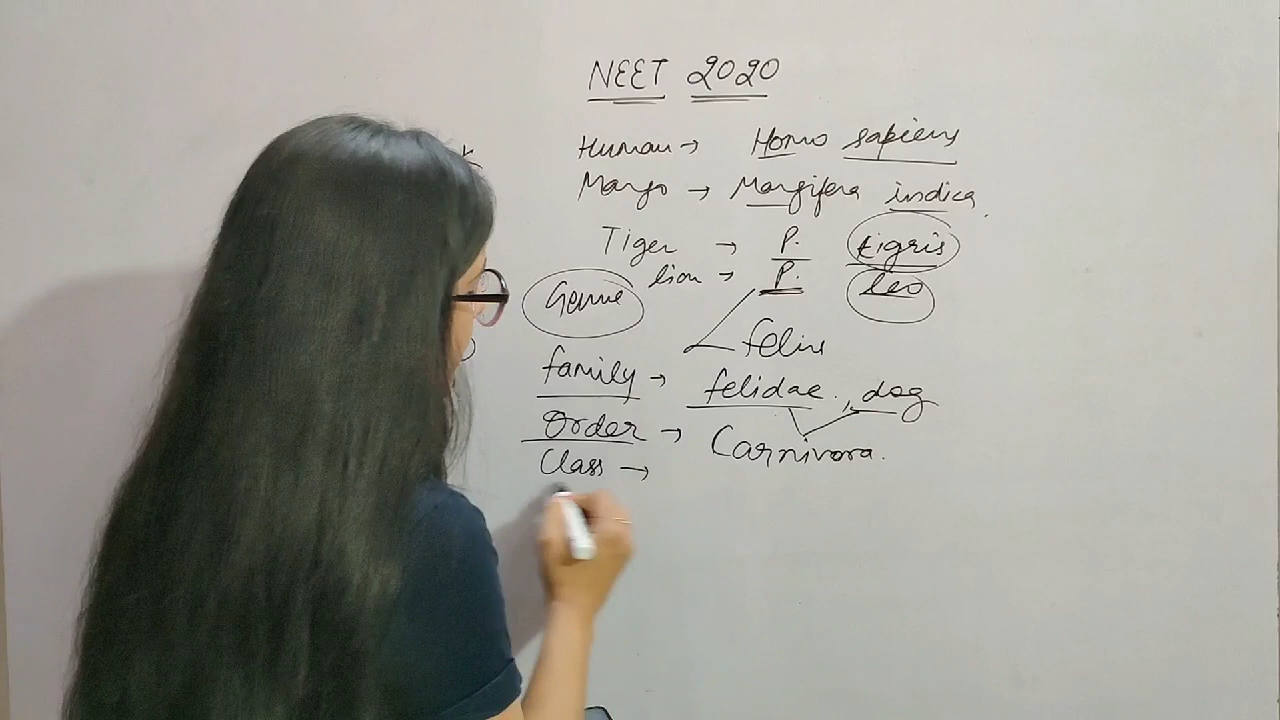 NEET 2020
Human → Homo sapiens
Mango → Mangifera indica
Tiger → P. tigris
lion → P. leo
Genus
felis
family → felidae, dog
Order → Carnivora.
Class →